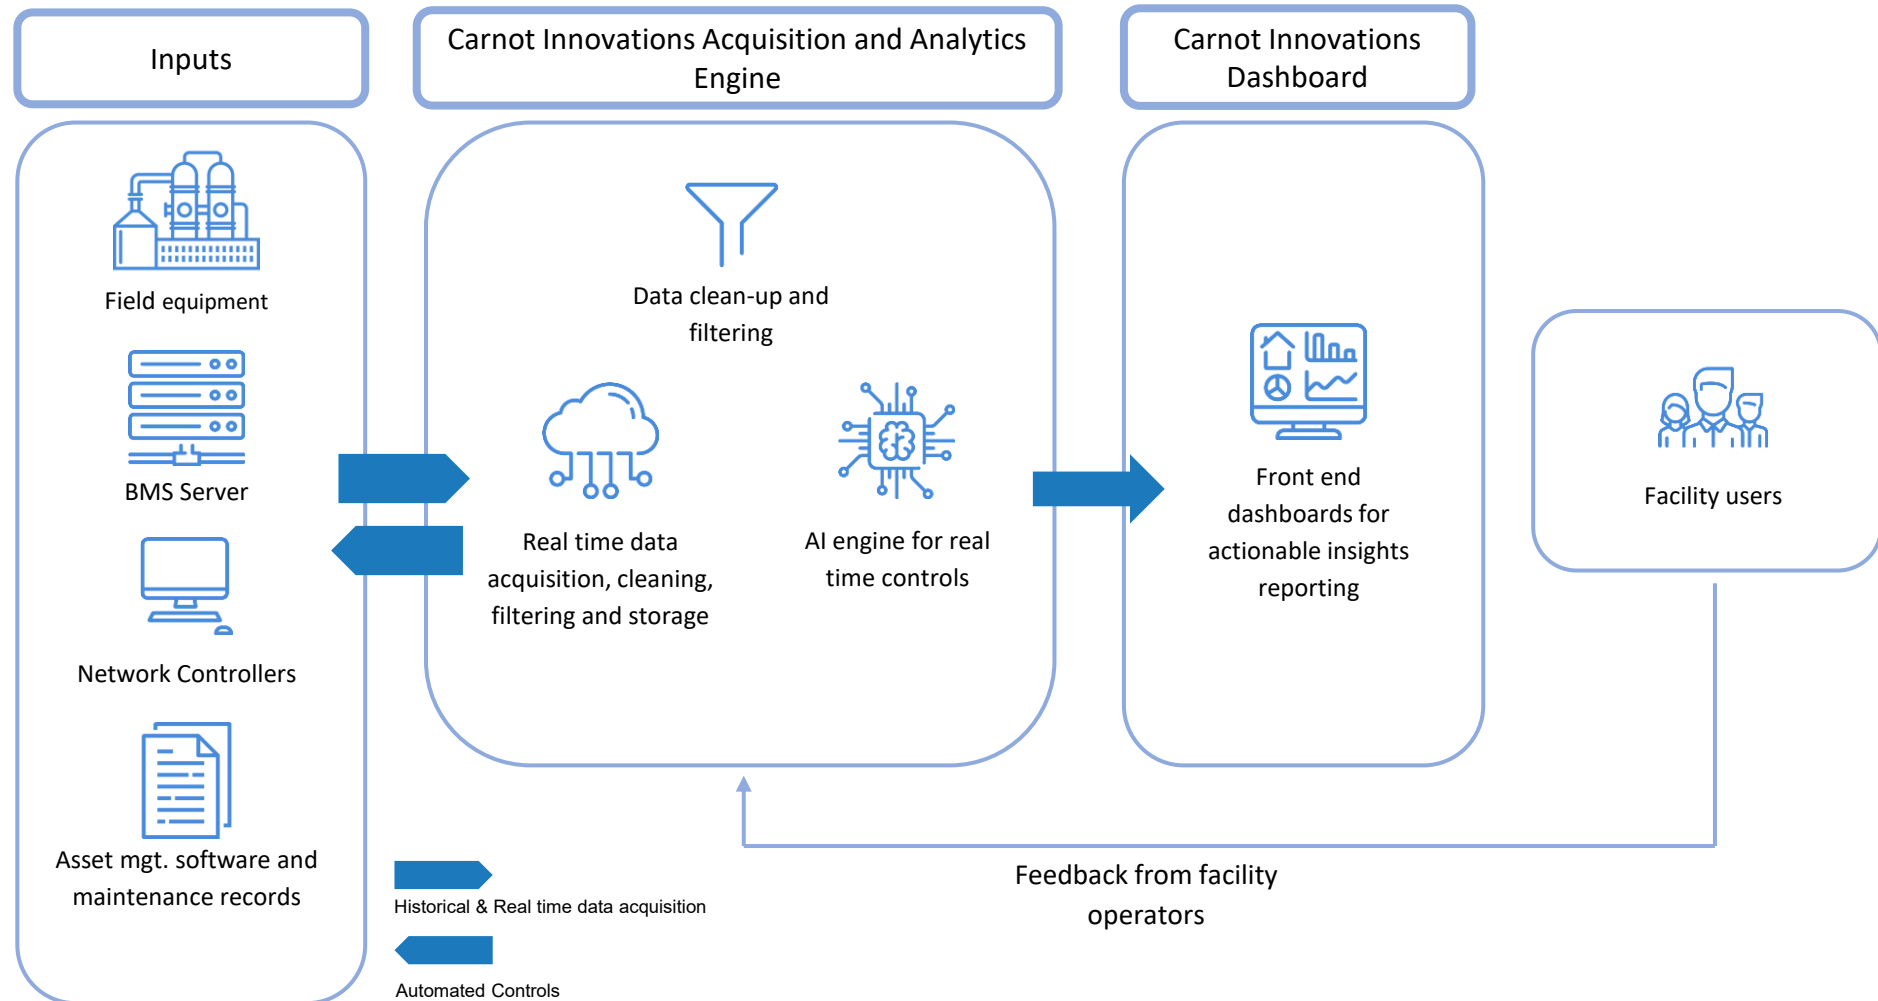 Inputs
Carnot Innovations Acquisition and Analytics
Engine
Carnot Innovations
Dashboard
Field equipment
BMS Server
Network Controllers
Asset mgt. software and
maintenance records
Data clean-up and
filtering
Real time data
acquisition, cleaning,
filtering and storage
AI engine for real
time controls
Front end
dashboards for
actionable insights
reporting
Facility users
Feedback from facility
operators
Historical & Real time data acquisition
Automated Controls